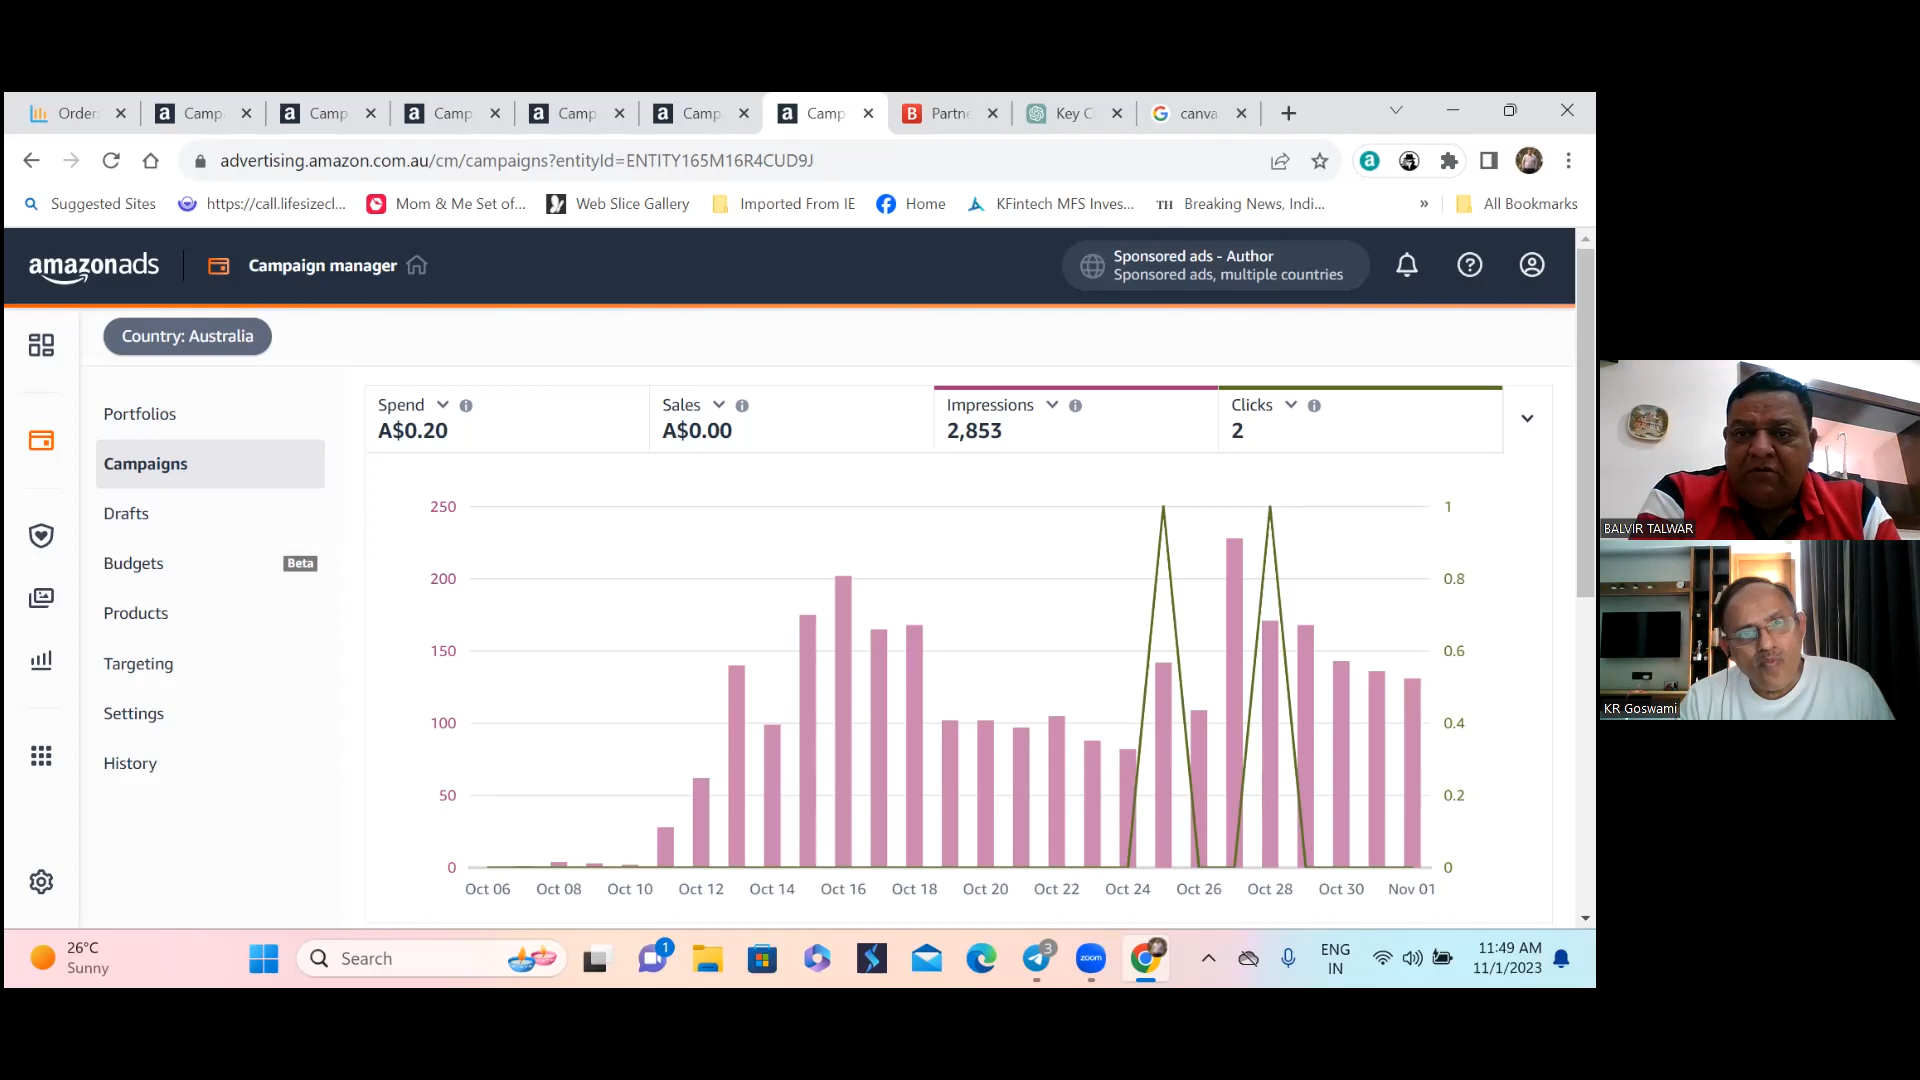 Order
Camp
Camp
Camp
Camp
Camp
Camp
Partne
Key C
canva
advertising.amazon.com.au/cm/campaigns?entityId=ENTITY165M16R4CUD9J
Suggested Sites
https://call.lifesizecl...
Mom & Me Set of...
Web Slice Gallery
Imported From IE
Home
KFintech MFS Inves...
TH Breaking News, Indi...
»
All Bookmarks
amazonads
Campaign manager
Sponsored ads - Author
Sponsored ads, multiple countries
Country: Australia
Portfolios
Campaigns
Drafts
Budgets Beta
Products
Targeting
Settings
History
Spend
A$0.20
Sales
A$0.00
Impressions
2,853
Clicks
2
250 1
200 0.8
150 0.6
100 0.4
50 0.2
0 0
Oct 06 Oct 08 Oct 10 Oct 12 Oct 14 Oct 16 Oct 18 Oct 20 Oct 22 Oct 24 Oct 26 Oct 28 Oct 30 Nov 01
BALVIR TALWAR
KR Goswami
26°C
Sunny
Search
1
3
zoom
ENG
IN
11:49 AM
11/1/2023